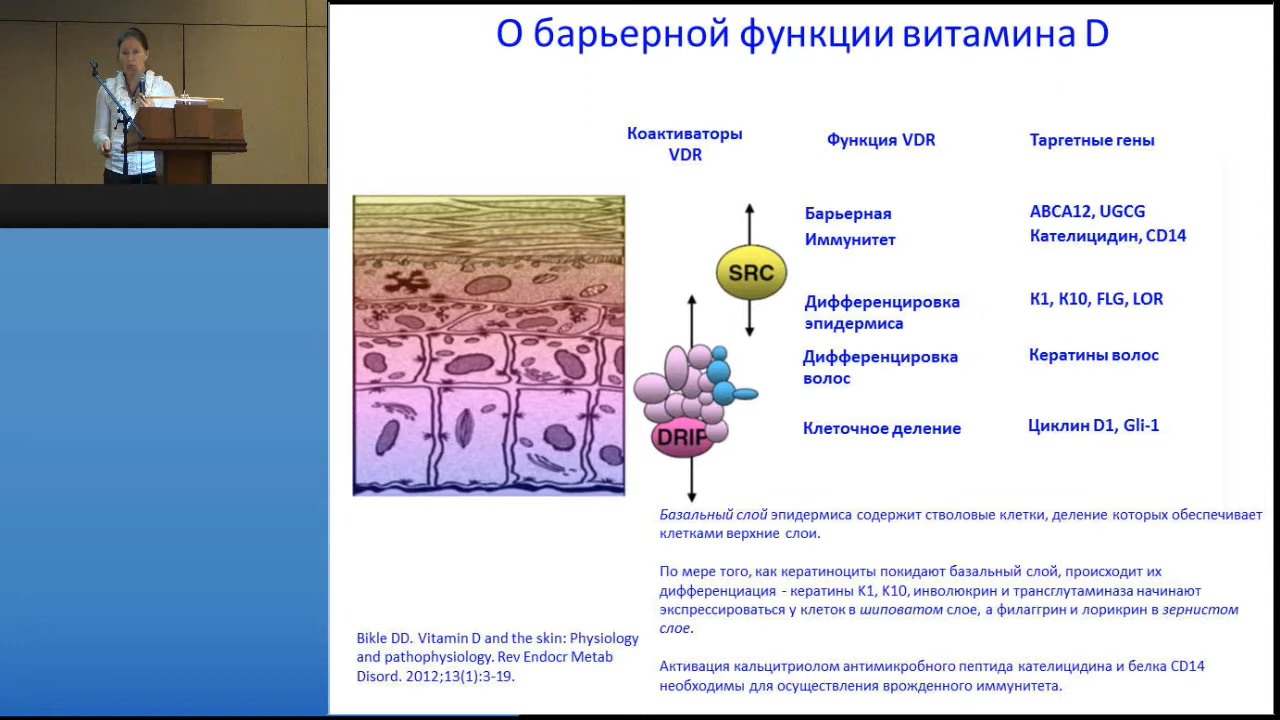 О барьерной функции витамина D
Коактиваторы
VDR
Функция VDR
Таргетные гены
Барьерная
ABCA12, UGCG
Иммунитет
Кателицидин, CD14
SRC
Дифференцировка
эпидермиса
К1, К10, FLG, LOR
Дифференцировка
волос
Кератины волос
Клеточное деление
Циклин D1, Gli-1
DRIP
Базальный слой эпидермиса содержит стволовые клетки, деление которых обеспечивает
клетками верхние слои.
По мере того, как кератиноциты покидают базальный слой, происходит их
дифференциация - кератины К1, К10, инволюкрин и трансглутаминаза начинают
экспрессироваться у клеток в шиповатом слое, а филаггрин и лорикрин в зернистом
слое.
Активация кальцитриолом антимикробного пептида кателицидина и белка CD14
необходимы для осуществления врожденного иммунитета.
Bikle DD. Vitamin D and the skin: Physiology
and pathophysiology. Rev Endocr Metab
Disord. 2012;13(1):3-19.